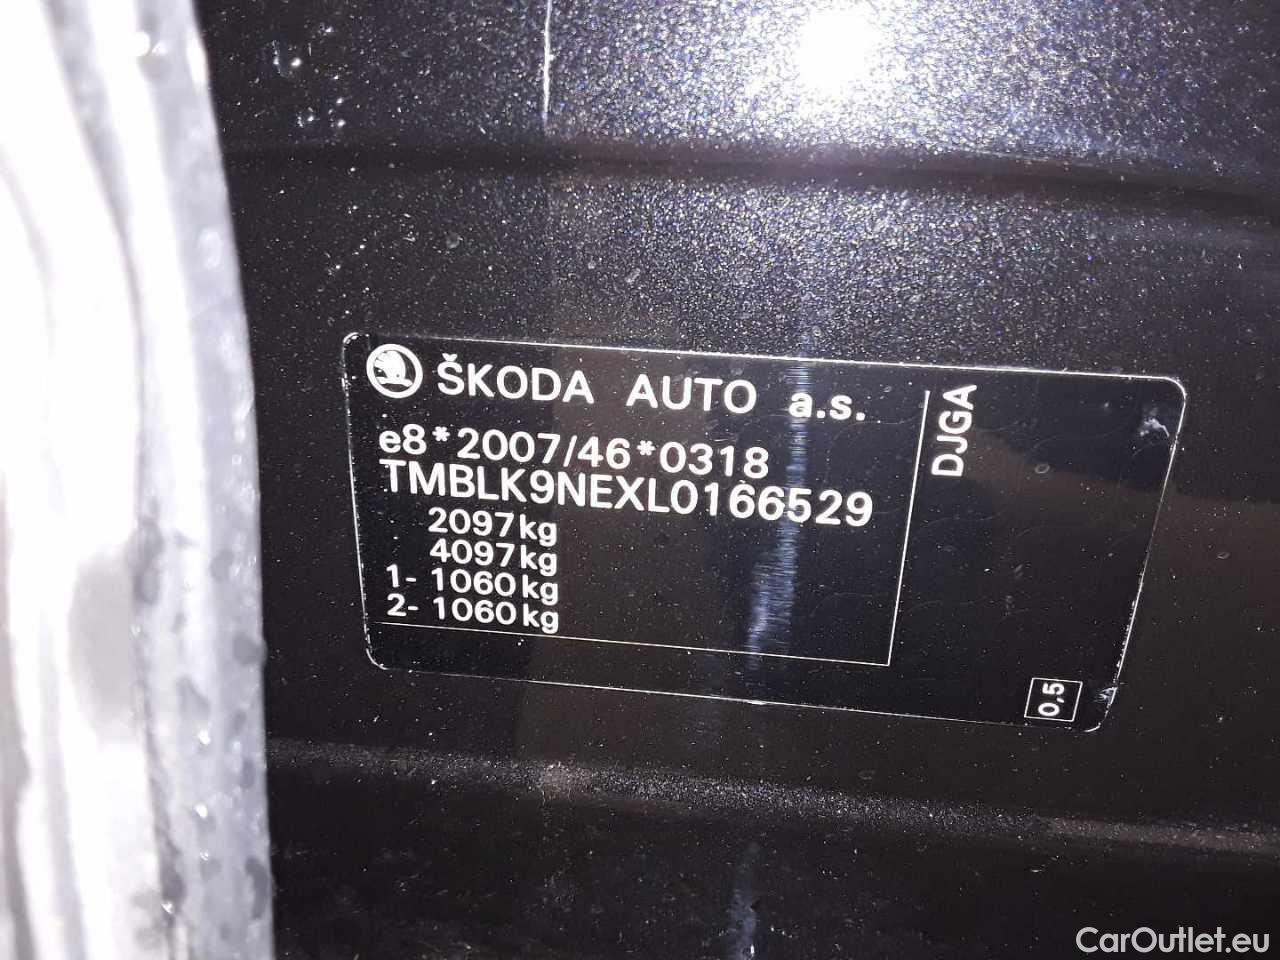 ŠKODA AUTO a.s.
e8*2007/46*0318
TMBLK9NEXL0166529
2097kg
4097kg
1- 1060kg
2- 1060kg
DJGA
0,5
CarOutlet.eu